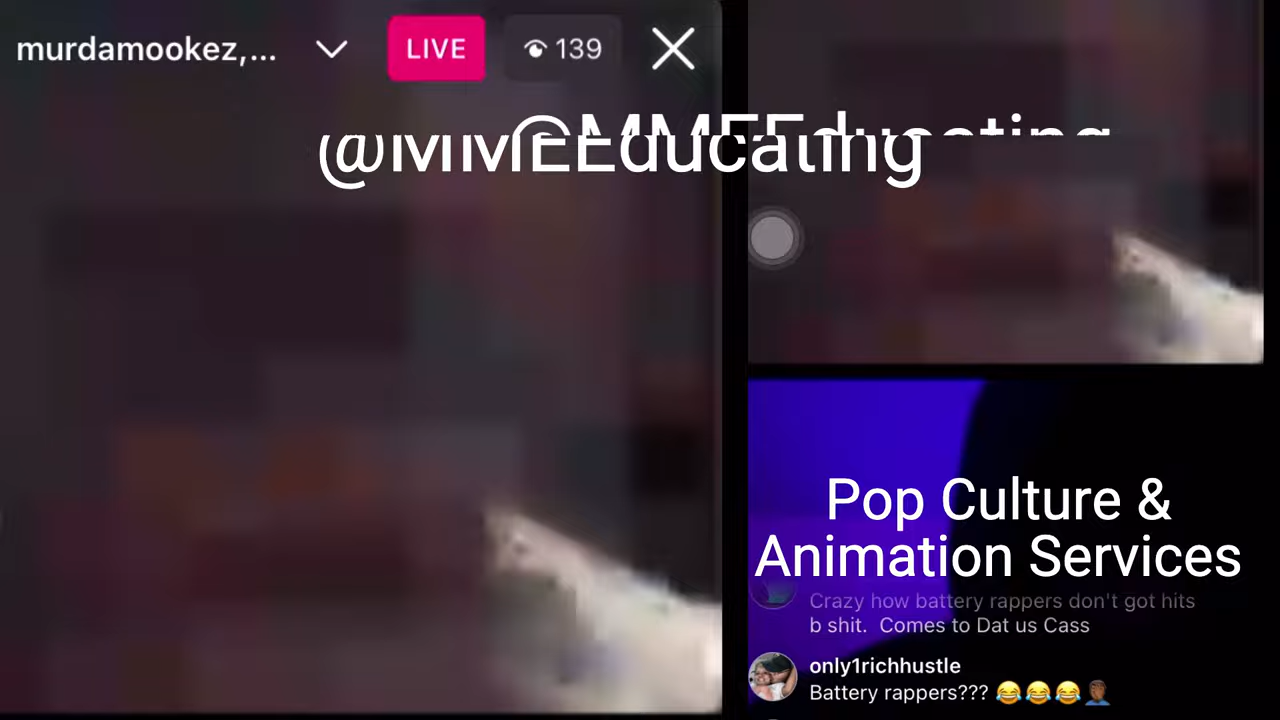 murdamookez,...
LIVE
139
@MMEEducating
@MMEEducating
Pop Culture &
Animation Services
Crazy how battery rappers don't got hits
b shit.  Comes to Dat us Cass
only1richhustle
Battery rappers??? 😂😂😂🤦🏾‍♂️